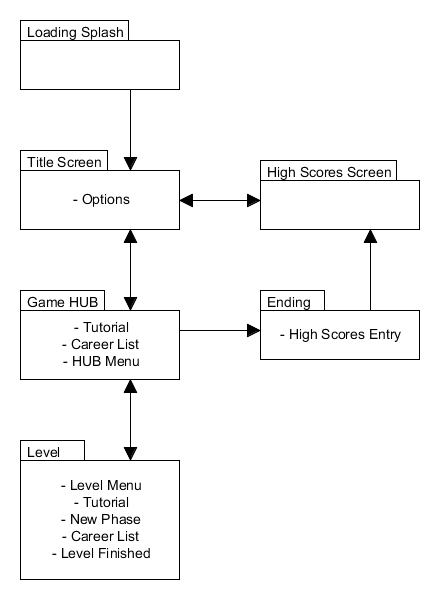 Loading Splash
Title Screen
- Options
High Scores Screen
Game HUB
- Tutorial
- Career List
- HUB Menu
Ending
- High Scores Entry
Level
- Level Menu
- Tutorial
- New Phase
- Career List
- Level Finished